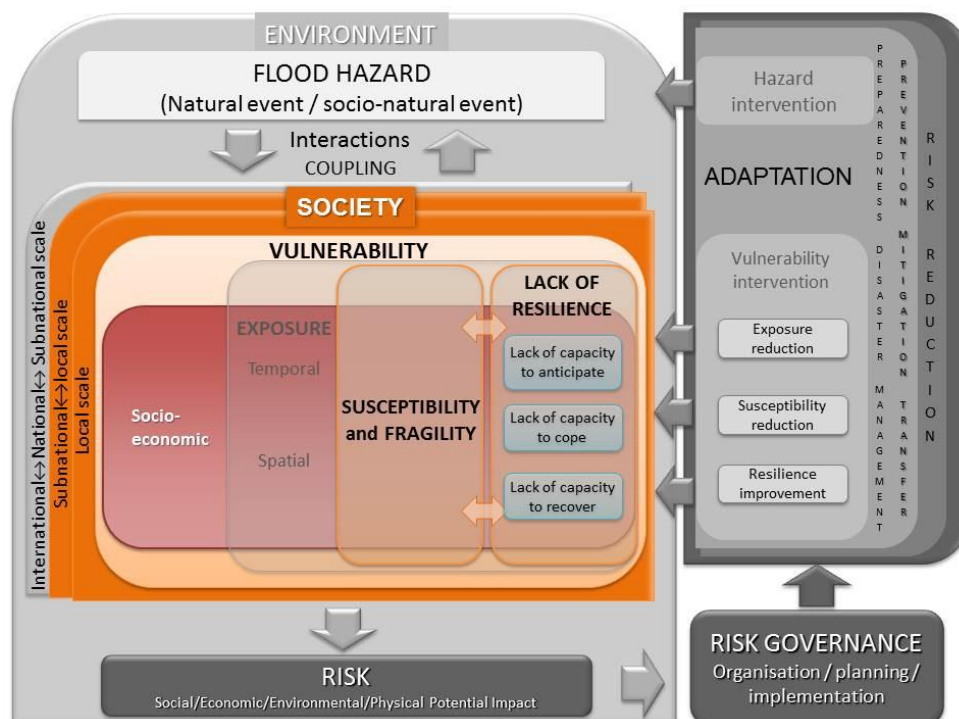 ENVIRONMENT
FLOOD HAZARD
(Natural event / socio-natural event)
Interactions
COUPLING
International↔National↔ Subnational scale
Subnational↔local scale
Local scale
SOCIETY
VULNERABILITY
EXPOSURE
Temporal
Spatial
Socio-
economic
SUSCEPTIBILITY
and FRAGILITY
LACK OF
RESILIENCE
Lack of capacity
to anticipate
Lack of capacity
to cope
Lack of capacity
to recover
RISK
Social/Economic/Environmental/Physical Potential Impact
Hazard
intervention
ADAPTATION
Vulnerability
intervention
Exposure
reduction
Susceptibility
reduction
Resilience
improvement
PREPAREDNESS DISASTER MANAGEMENT
PREVENTION MITIGATION TRANSFER
RISK REDUCTION
RISK GOVERNANCE
Organisation / planning /
implementation